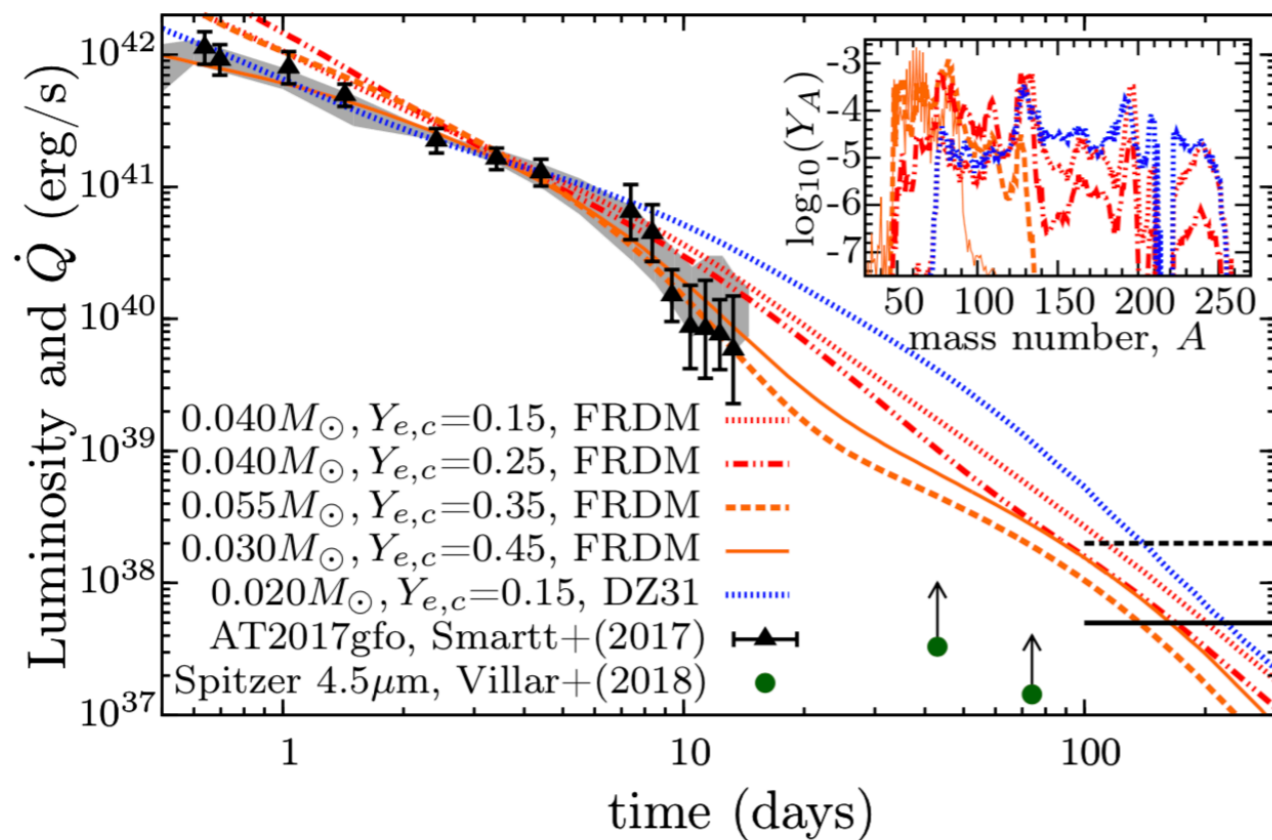 Luminosity and Q̇ (erg/s)
10^42
10^41
10^40
10^39
10^38
10^37
log10(Y_A)
-3
-4
-5
-6
-7
50 100 150 200 250
mass number, A
0.040M⊙, Y_e,c=0.15, FRDM
0.040M⊙, Y_e,c=0.25, FRDM
0.055M⊙, Y_e,c=0.35, FRDM
0.030M⊙, Y_e,c=0.45, FRDM
0.020M⊙, Y_e,c=0.15, DZ31
AT2017gfo, Smartt+(2017)
Spitzer 4.5μm, Villar+(2018)
1 10 100
time (days)